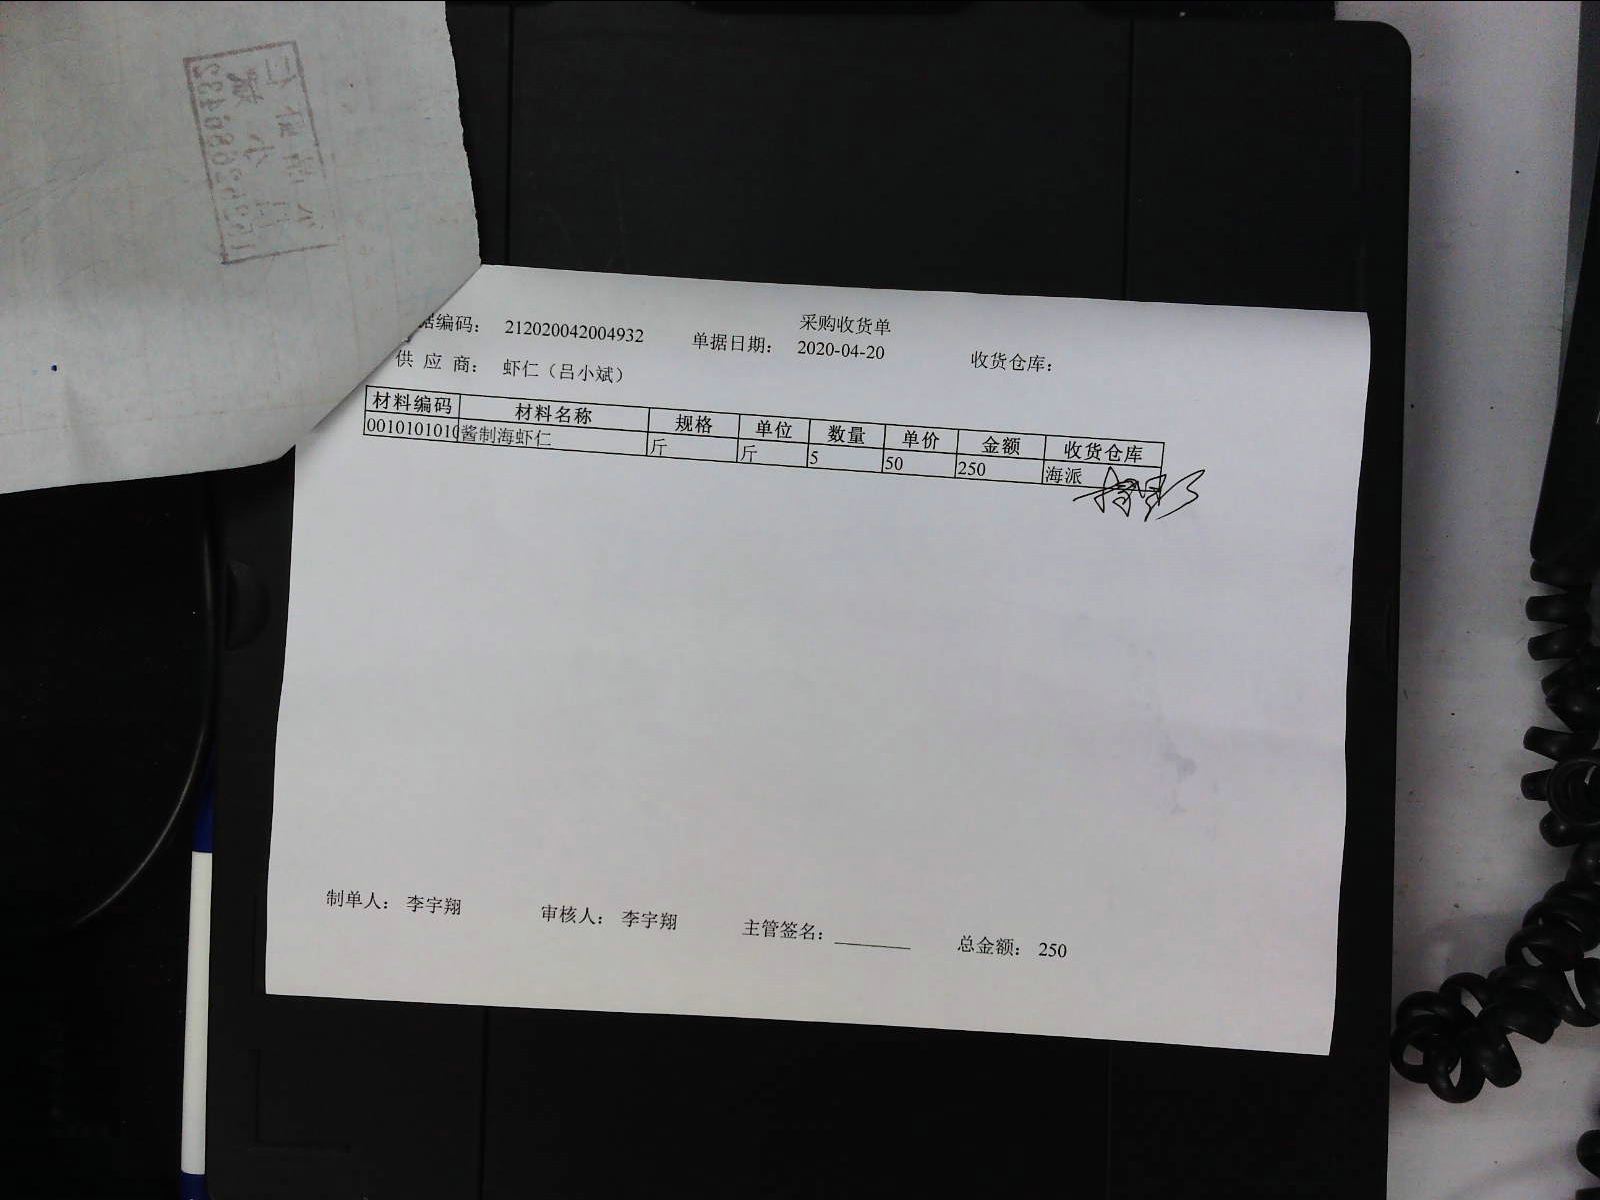 采购收货单
据编码： 212020042004932 单据日期： 2020-04-20 收货仓库：
供 应 商： 虾仁（吕小斌）
材料编码 材料名称 规格 单位 数量 单价 金额 收货仓库
0010101010 酱制海虾仁 斤 斤 5 50 250 海派
制单人： 李宇翔 审核人： 李宇翔 主管签名： 总金额： 250